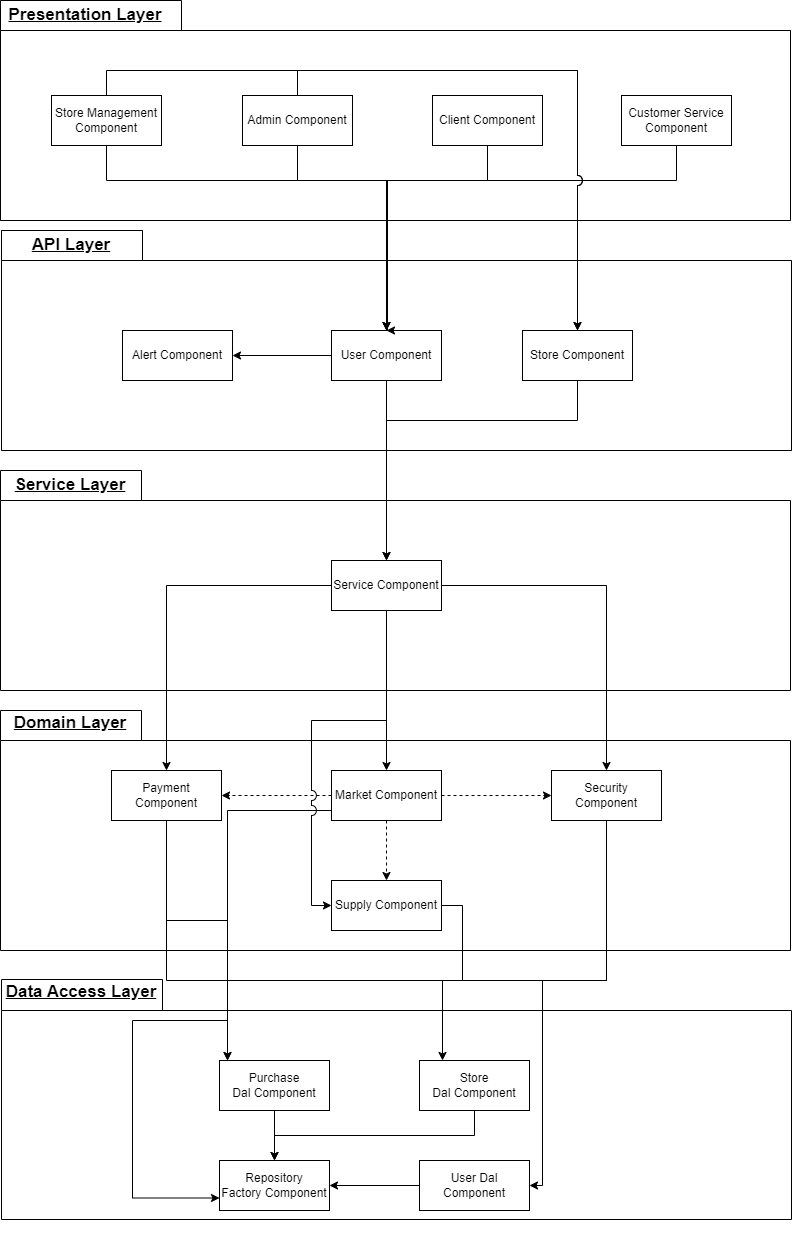 Presentation Layer
Store Management
Component
Admin Component
Client Component
Customer Service
Component
API Layer
Alert Component
User Component
Store Component
Service Layer
Service Component
Domain Layer
Payment
Component
Market Component
Security
Component
Supply Component
Data Access Layer
Purchase
Dal Component
Store
Dal Component
Repository
Factory Component
User Dal
Component